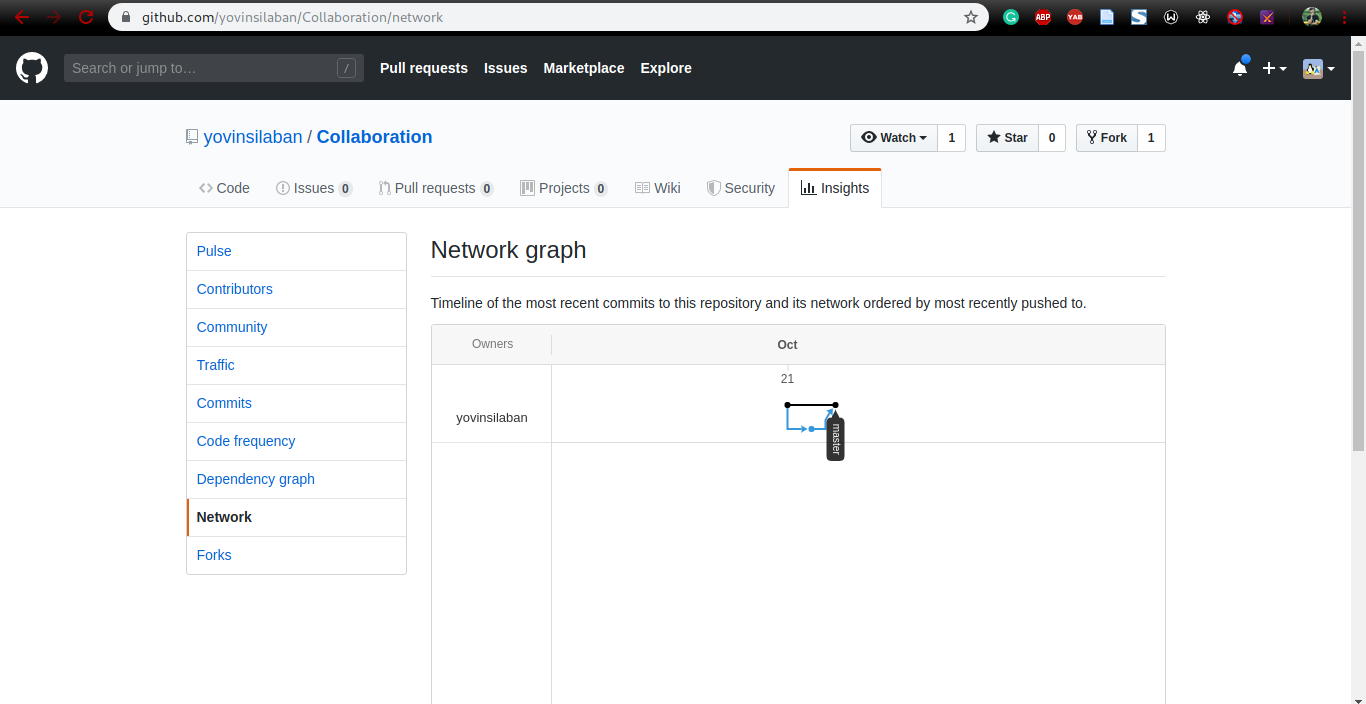 github.com/yovinsilaban/Collaboration/network
ABP
YAB
Search or jump to…
/
Pull requests
Issues
Marketplace
Explore
yovinsilaban / Collaboration
Watch
1
Star
0
Fork
1
Code
Issues 0
Pull requests 0
Projects 0
Wiki
Security
Insights
Pulse
Contributors
Community
Traffic
Commits
Code frequency
Dependency graph
Network
Forks
Network graph
Timeline of the most recent commits to this repository and its network ordered by most recently pushed to.
Owners
Oct
21
yovinsilaban
master